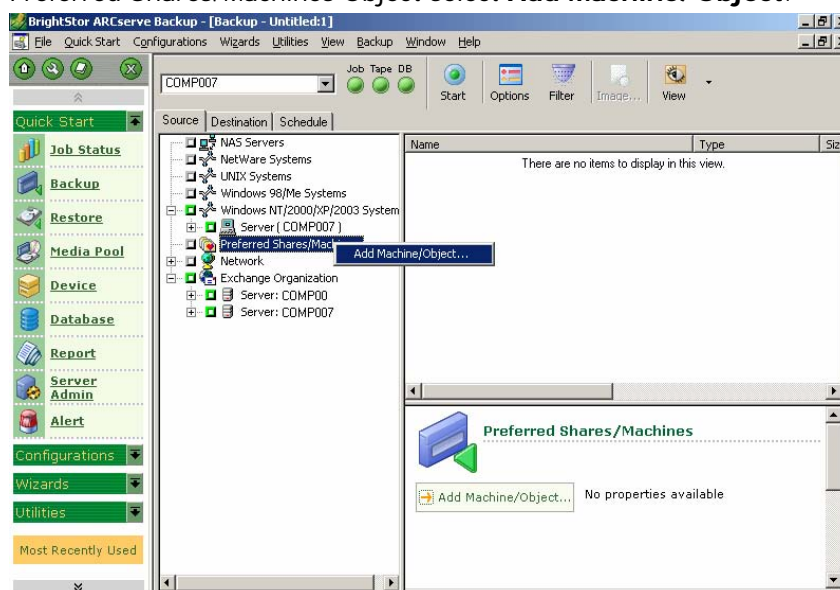 Preferred Shares/Machines Object select Add Machine/Object.
BrightStor ARCserve Backup - [Backup - Untitled:1]
File Quick Start Configurations Wizards Utilities View Backup Window Help
COMP007
Job Tape DB
Start Options Filter Image... View
Quick Start
Job Status
Backup
Restore
Media Pool
Device
Database
Report
Server Admin
Alert
Configurations
Wizards
Utilities
Most Recently Used
Source Destination Schedule
NAS Servers
NetWare Systems
UNIX Systems
Windows 98/Me Systems
Windows NT/2000/XP/2003 System
Server ( COMP007 )
Preferred Shares/Mach
Add Machine/Object...
Network
Exchange Organization
Server: COMP00
Server: COMP007
Name Type Siz
There are no items to display in this view.
Preferred Shares/Machines
Add Machine/Object... No properties available